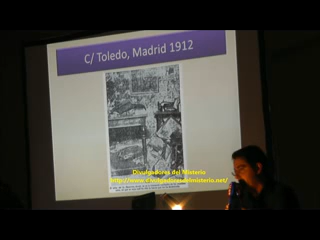 C/ Toledo, Madrid 1912
Divulgadores del Misterio
http://www.divulgadoresdelmisterio.net/